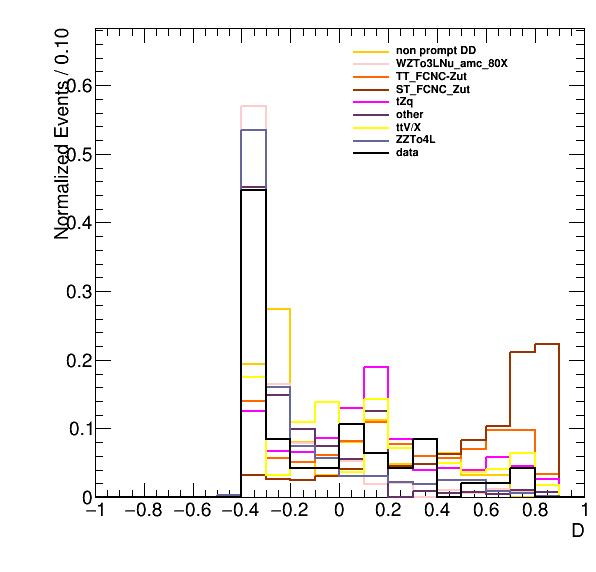 Normalized Events / 0.10
0.6
0.5
0.4
0.3
0.2
0.1
0
non prompt DD
WZTo3LNu_amc_80X
TT_FCNC-Zut
ST_FCNC_Zut
tZq
other
ttV/X
ZZTo4L
data
−1 −0.8 −0.6 −0.4 −0.2 0 0.2 0.4 0.6 0.8 1
D